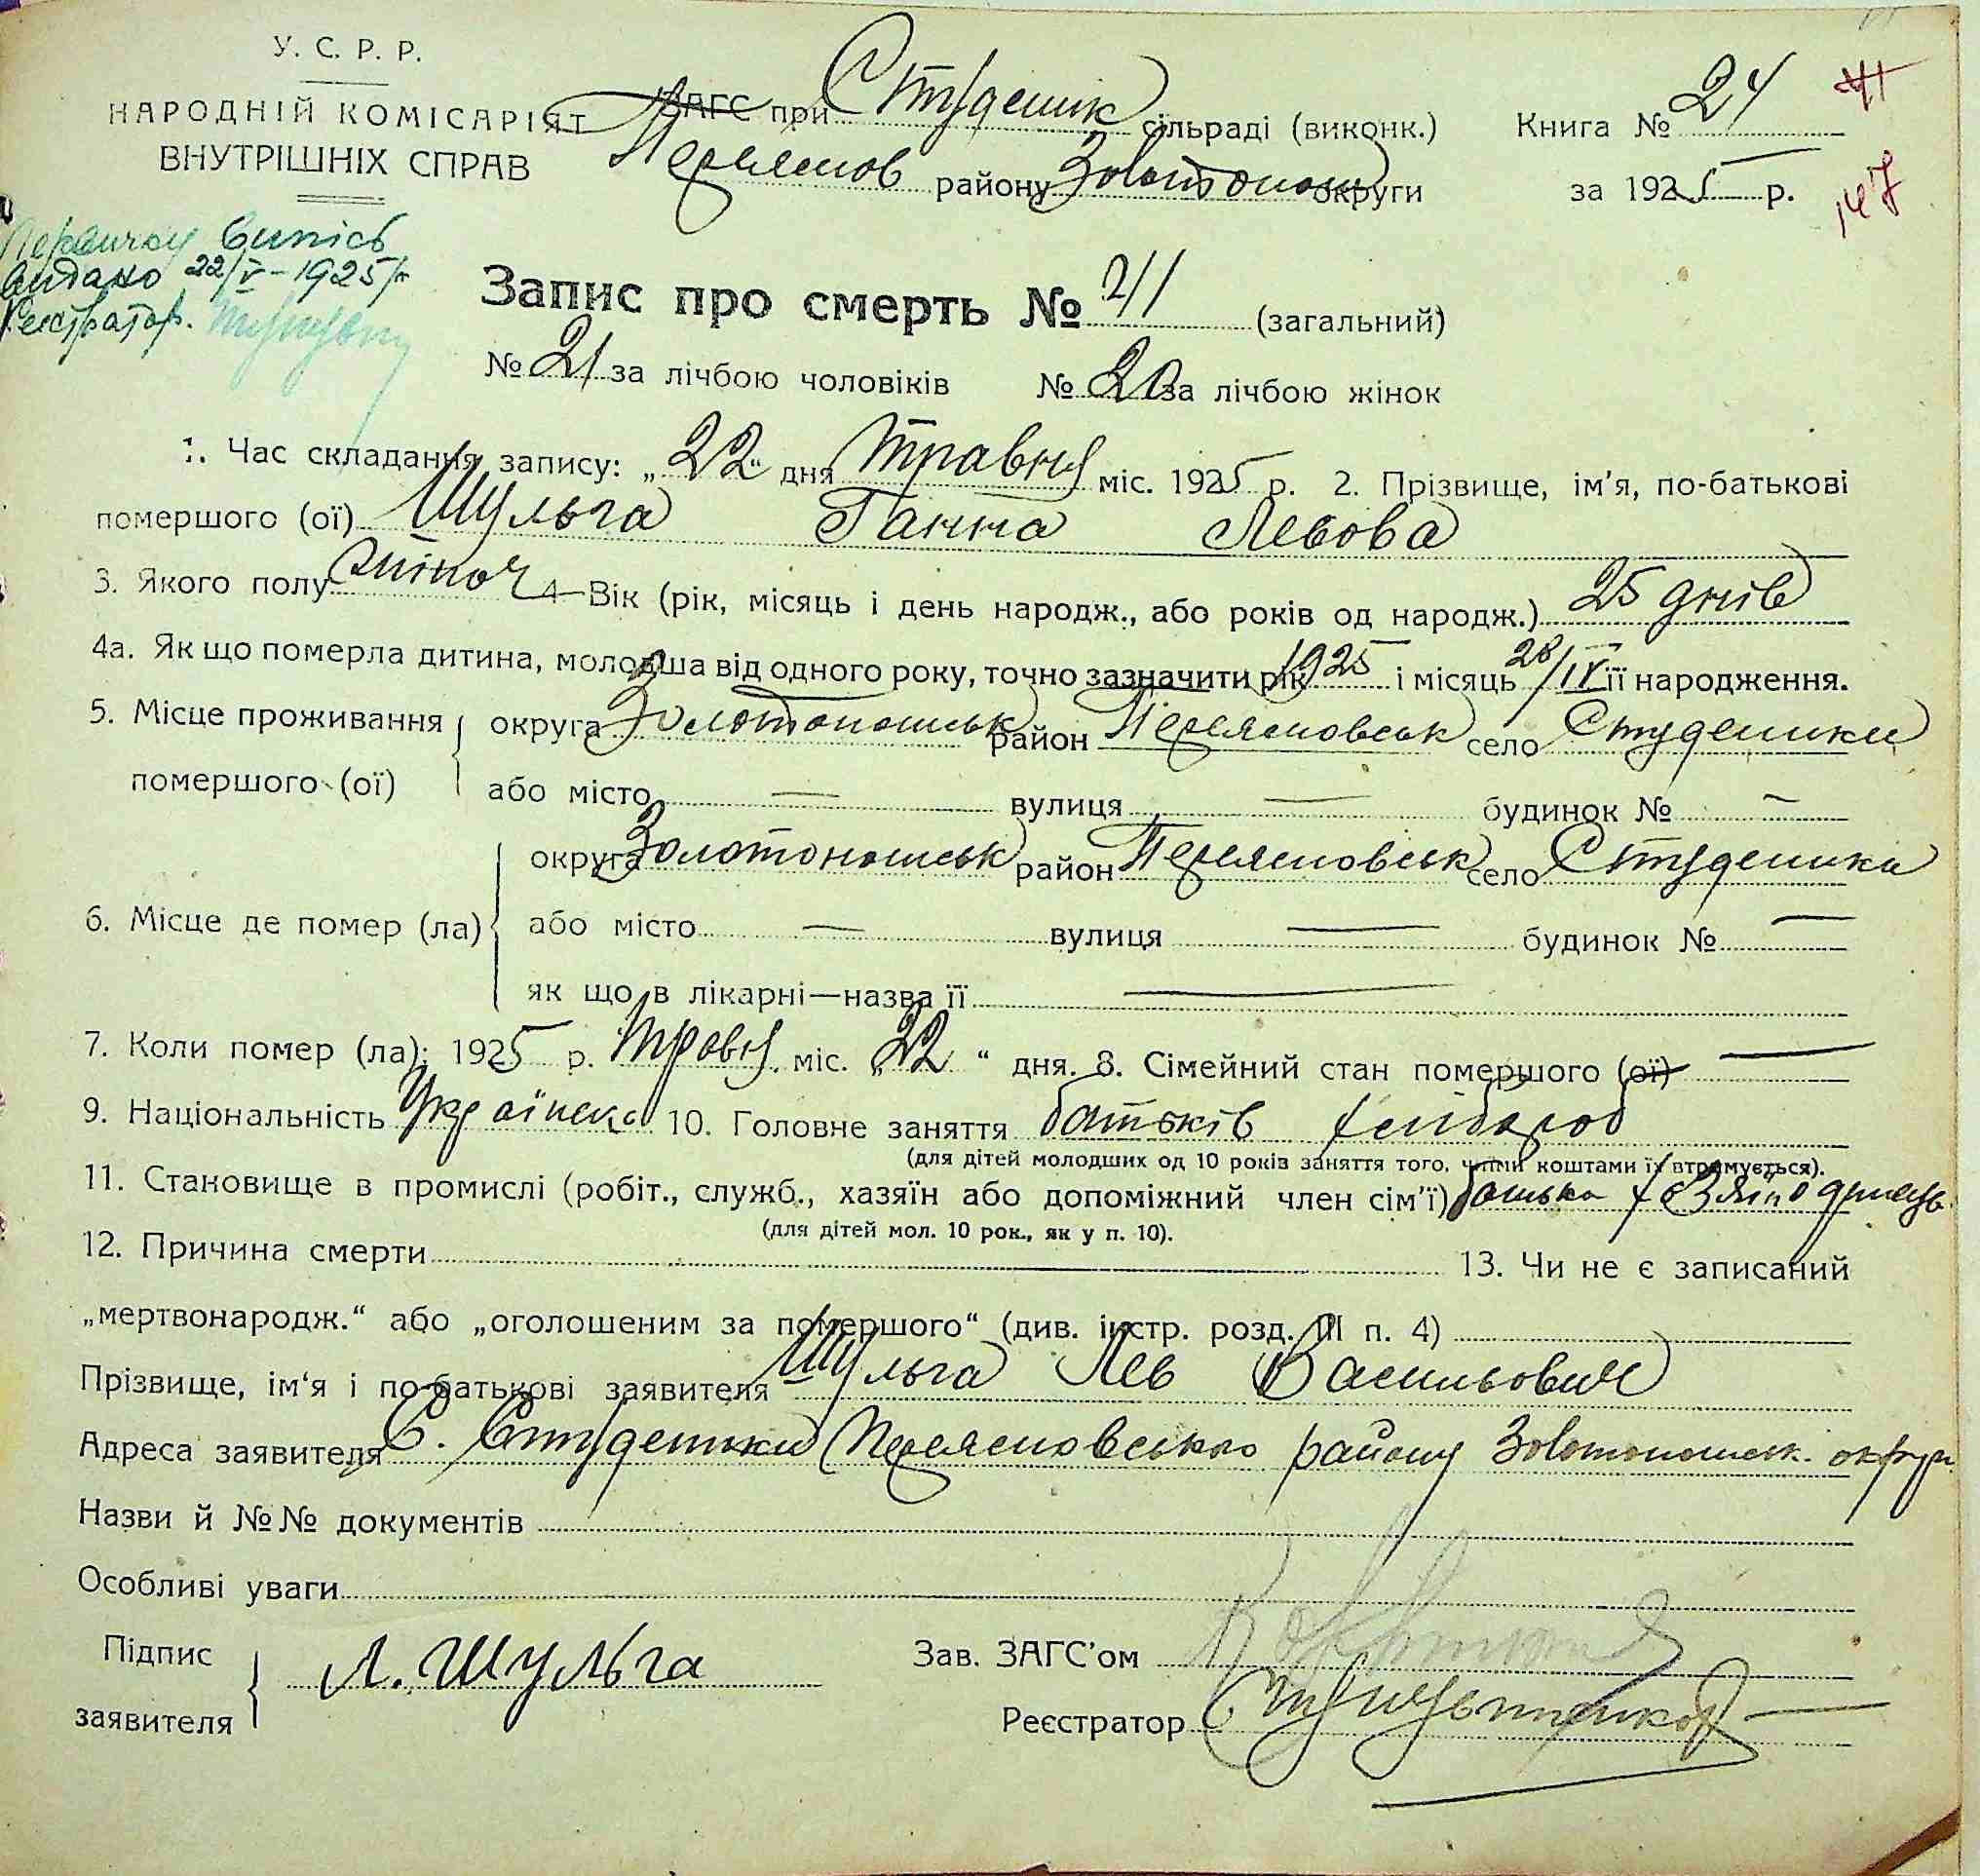 У. С. Р. Р.
НАРОДНІЙ КОМІСАРІЯТ
ВНУТРІШНІХ СПРАВ
ЗАГС при Студеник сільраді (виконк.)
Переяслов району Золотонош округи
Книга № 24
за 1925 р.
41
147
Первичну випісь
видано 22/V-1925 р
Реєстратор.
Запис про смерть № 41 (загальний)
№ 21 за лічбою чоловіків № 20 за лічбою жінок
1. Час складання запису: „22“ дня Травня міс. 1925 р. 2. Прізвище, ім’я, по-батькові
помершого (ої) Шульга Ганна Левова
3. Якого полу жіноч 4 Вік (рік, місяць і день народж., або років од народж.) 25 днів
4а. Як що померла дитина, молодша від одного року, точно зазначити рік 1925 і місяць 28/IV її народження.
5. Місце проживання помершого (ої) округа Золотоношськ район Переясловськ село Студеники
або місто — вулиця — будинок № —
6. Місце де помер (ла) округа Золотоношськ район Переясловськ село Студеники
або місто — вулиця — будинок № —
як що в лікарні—назва її —
7. Коли помер (ла): 1925 р. Травня міс. „22“ дня. 8. Сімейний стан помершого (ої) —
9. Національність Українка 10. Головне заняття батьків хлібороб
(для дітей молодших од 10 років заняття того, чиїми коштами їх втримується).
11. Становище в промислі (робіт., служб., хазяїн або допоміжний член сім’ї) батька
(для дітей мол. 10 рок., як у п. 10).
12. Причина смерти — 13. Чи не є записаний
„мертвонародж.“ або „оголошеним за помершого“ (див. інстр. розд. III п. 4)
Прізвище, ім‘я і по-батькові заявителя Шульга Лев Васильович
Адреса заявителя С. Студеники Переясловського району Золотоношськ. округи
Назви й №№ документів
Особливі уваги
Підпис заявителя Л. Шульга
Зав. ЗАГС’ом
Реєстратор